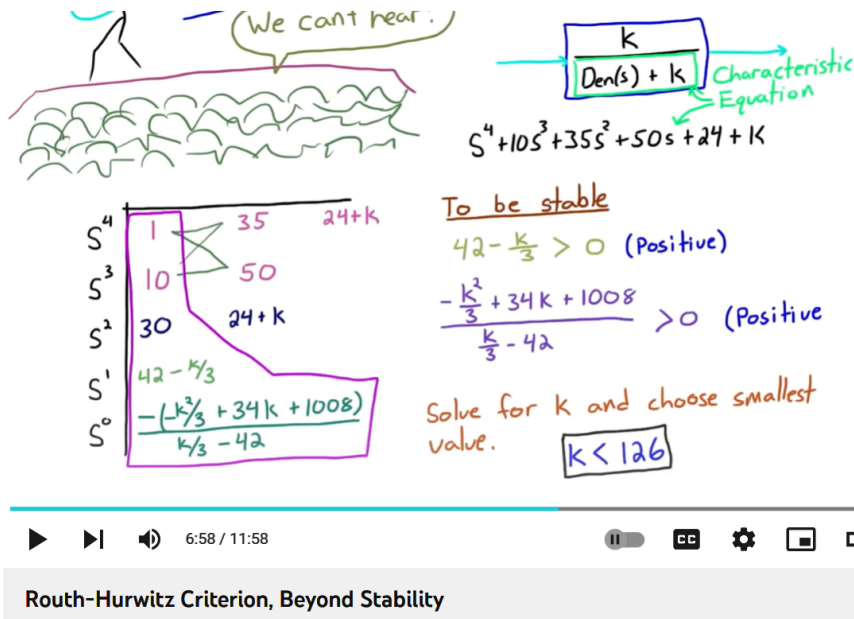 We cant hear!
K
Den(s) + K
Characteristic
Equation
S⁴+10s³+35s²+50s+24+K
S⁴ 1 35 24+K
S³ 10 50
S² 30 24+K
S¹ 42-K/3
S⁰ -(-K²/3 + 34K + 1008)
K/3 - 42
To be stable
42 - K/3 > 0 (Positive)
-K²/3 + 34K + 1008
K/3 - 42
>0 (Positive
Solve for K and choose smallest
value.
K < 126
6:58 / 11:58
CC
Routh-Hurwitz Criterion, Beyond Stability